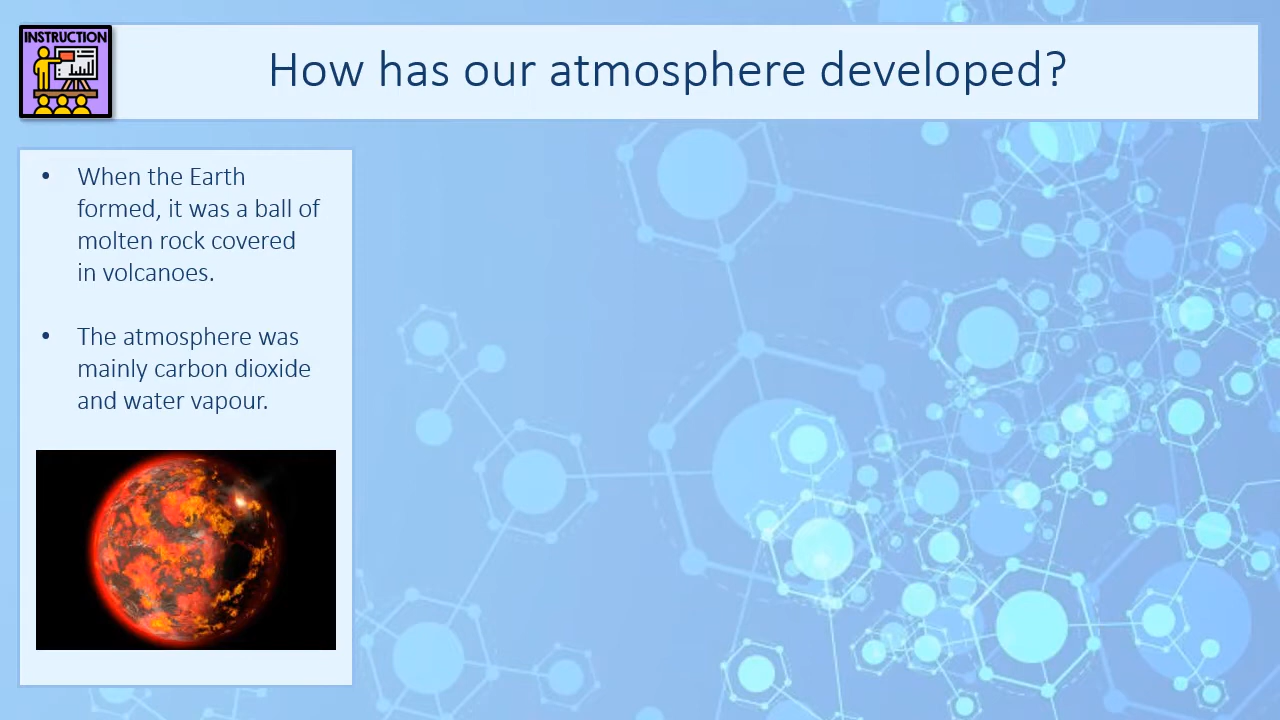 INSTRUCTION
How has our atmosphere developed?
• When the Earth
formed, it was a ball of
molten rock covered
in volcanoes.
• The atmosphere was
mainly carbon dioxide
and water vapour.